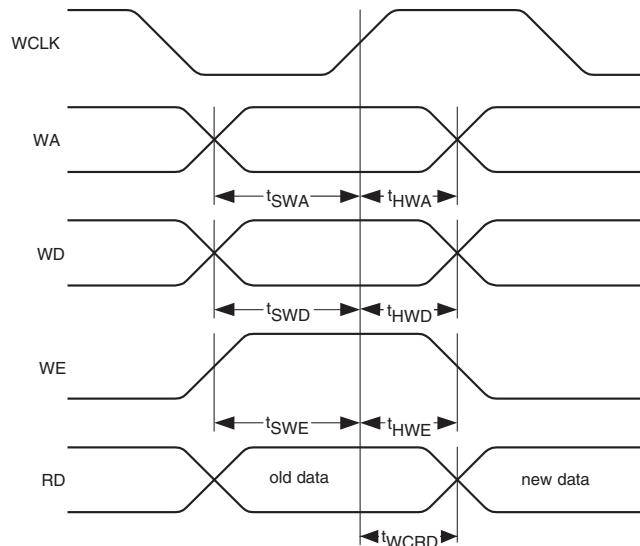 WCLK
WA
tSWA tHWA
WD
tSWD tHWD
WE
tSWE tHWE
RD old data new data
tWCRD